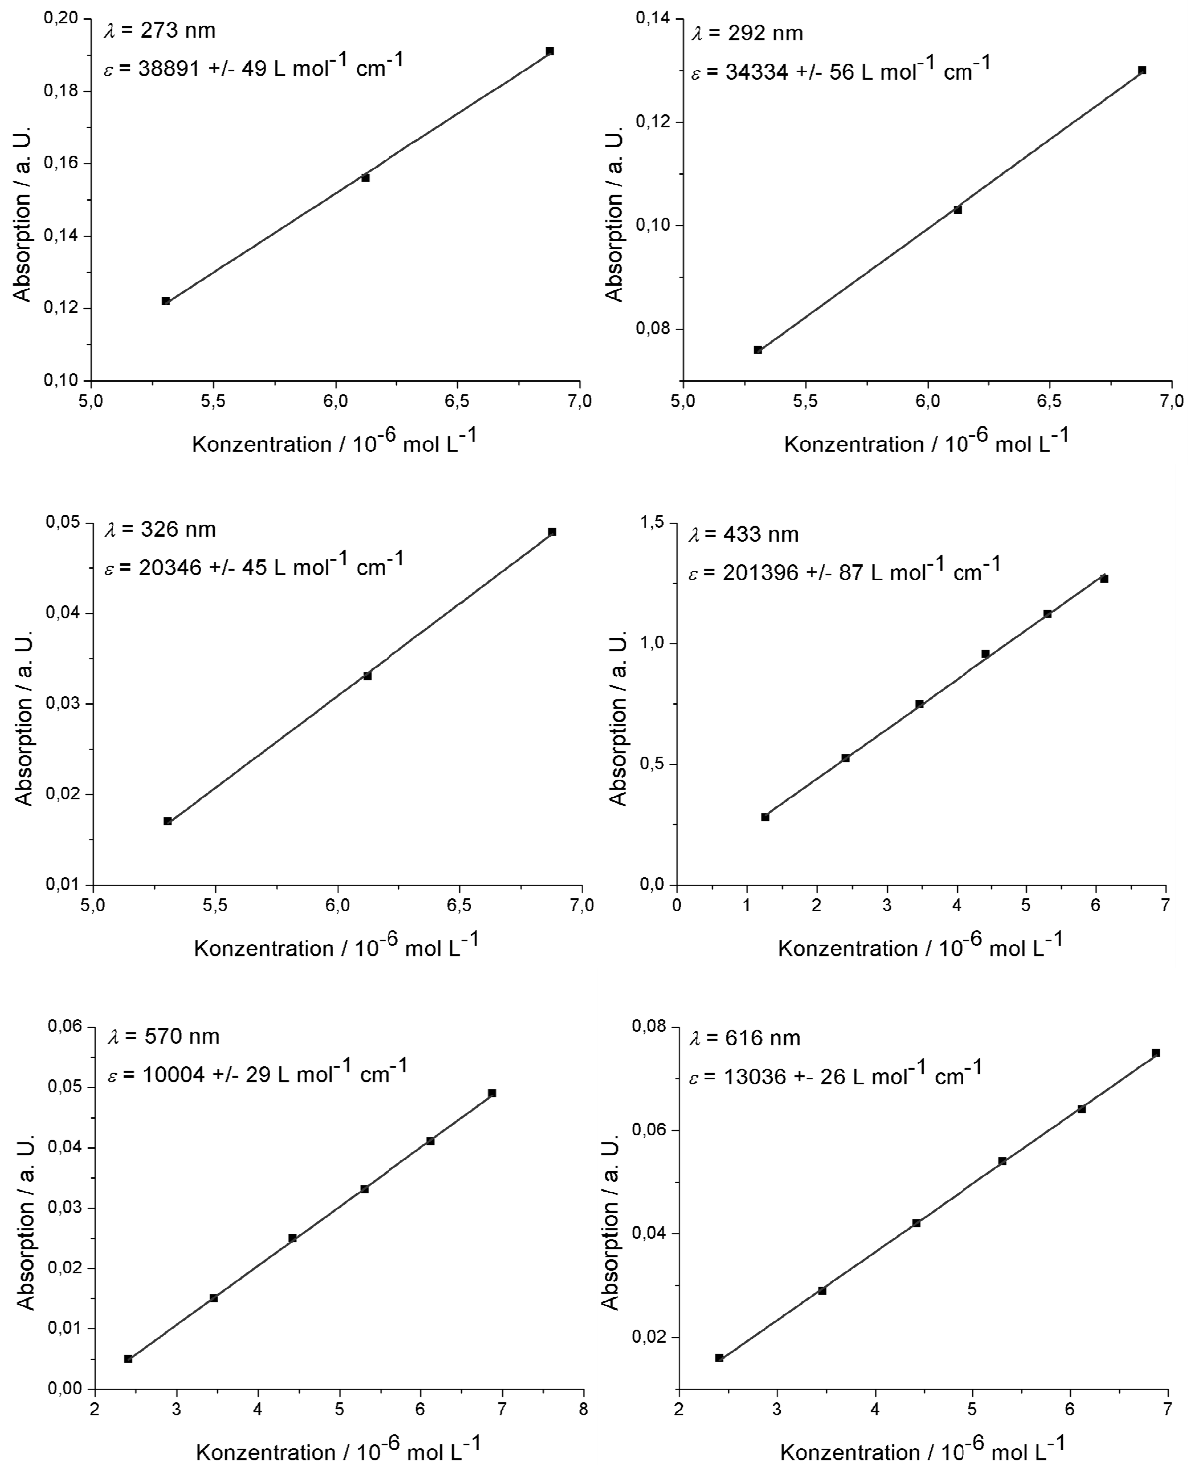 λ = 273 nm
ε = 38891 +/- 49 L mol⁻¹ cm⁻¹
0,20
0,18
0,16
0,14
0,12
0,10
Absorption / a. U.
5,0 5,5 6,0 6,5 7,0
Konzentration / 10⁻⁶ mol L⁻¹
λ = 292 nm
ε = 34334 +/- 56 L mol⁻¹ cm⁻¹
0,14
0,12
0,10
0,08
Absorption / a. U.
5,0 5,5 6,0 6,5 7,0
Konzentration / 10⁻⁶ mol L⁻¹
λ = 326 nm
ε = 20346 +/- 45 L mol⁻¹ cm⁻¹
0,05
0,04
0,03
0,02
0,01
Absorption / a. U.
5,0 5,5 6,0 6,5 7,0
Konzentration / 10⁻⁶ mol L⁻¹
λ = 433 nm
ε = 201396 +/- 87 L mol⁻¹ cm⁻¹
1,5
1,0
0,5
0,0
Absorption / a. U.
0 1 2 3 4 5 6 7
Konzentration / 10⁻⁶ mol L⁻¹
λ = 570 nm
ε = 10004 +/- 29 L mol⁻¹ cm⁻¹
0,06
0,05
0,04
0,03
0,02
0,01
0,00
Absorption / a. U.
2 3 4 5 6 7 8
Konzentration / 10⁻⁶ mol L⁻¹
λ = 616 nm
ε = 13036 +- 26 L mol⁻¹ cm⁻¹
0,08
0,06
0,04
0,02
Absorption / a. U.
2 3 4 5 6 7
Konzentration / 10⁻⁶ mol L⁻¹